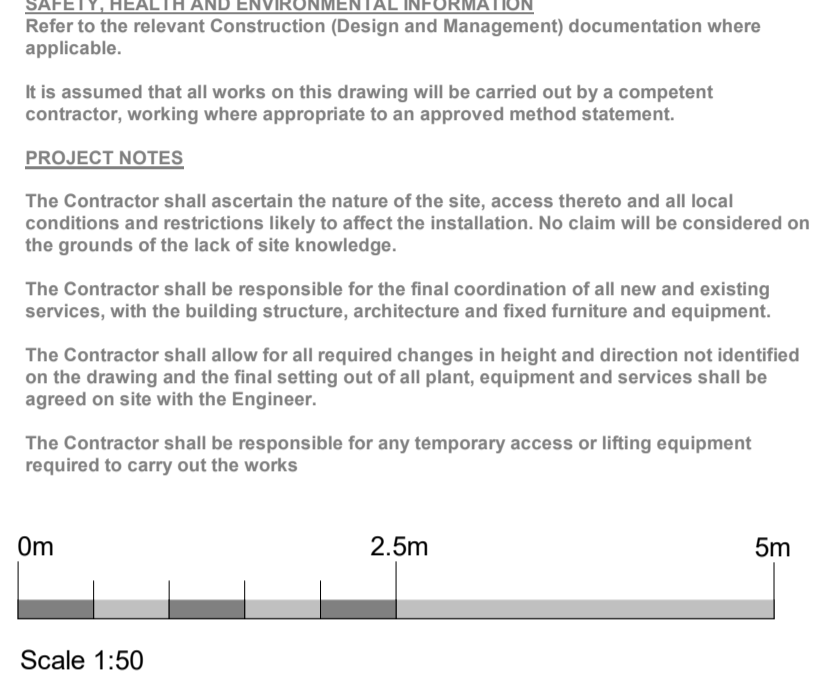 SAFETY, HEALTH AND ENVIRONMENTAL INFORMATION
Refer to the relevant Construction (Design and Management) documentation where
applicable.
It is assumed that all works on this drawing will be carried out by a competent
contractor, working where appropriate to an approved method statement.
PROJECT NOTES
The Contractor shall ascertain the nature of the site, access thereto and all local
conditions and restrictions likely to affect the installation. No claim will be considered on
the grounds of the lack of site knowledge.
The Contractor shall be responsible for the final coordination of all new and existing
services, with the building structure, architecture and fixed furniture and equipment.
The Contractor shall allow for all required changes in height and direction not identified
on the drawing and the final setting out of all plant, equipment and services shall be
agreed on site with the Engineer.
The Contractor shall be responsible for any temporary access or lifting equipment
required to carry out the works
0m 2.5m 5m
Scale 1:50